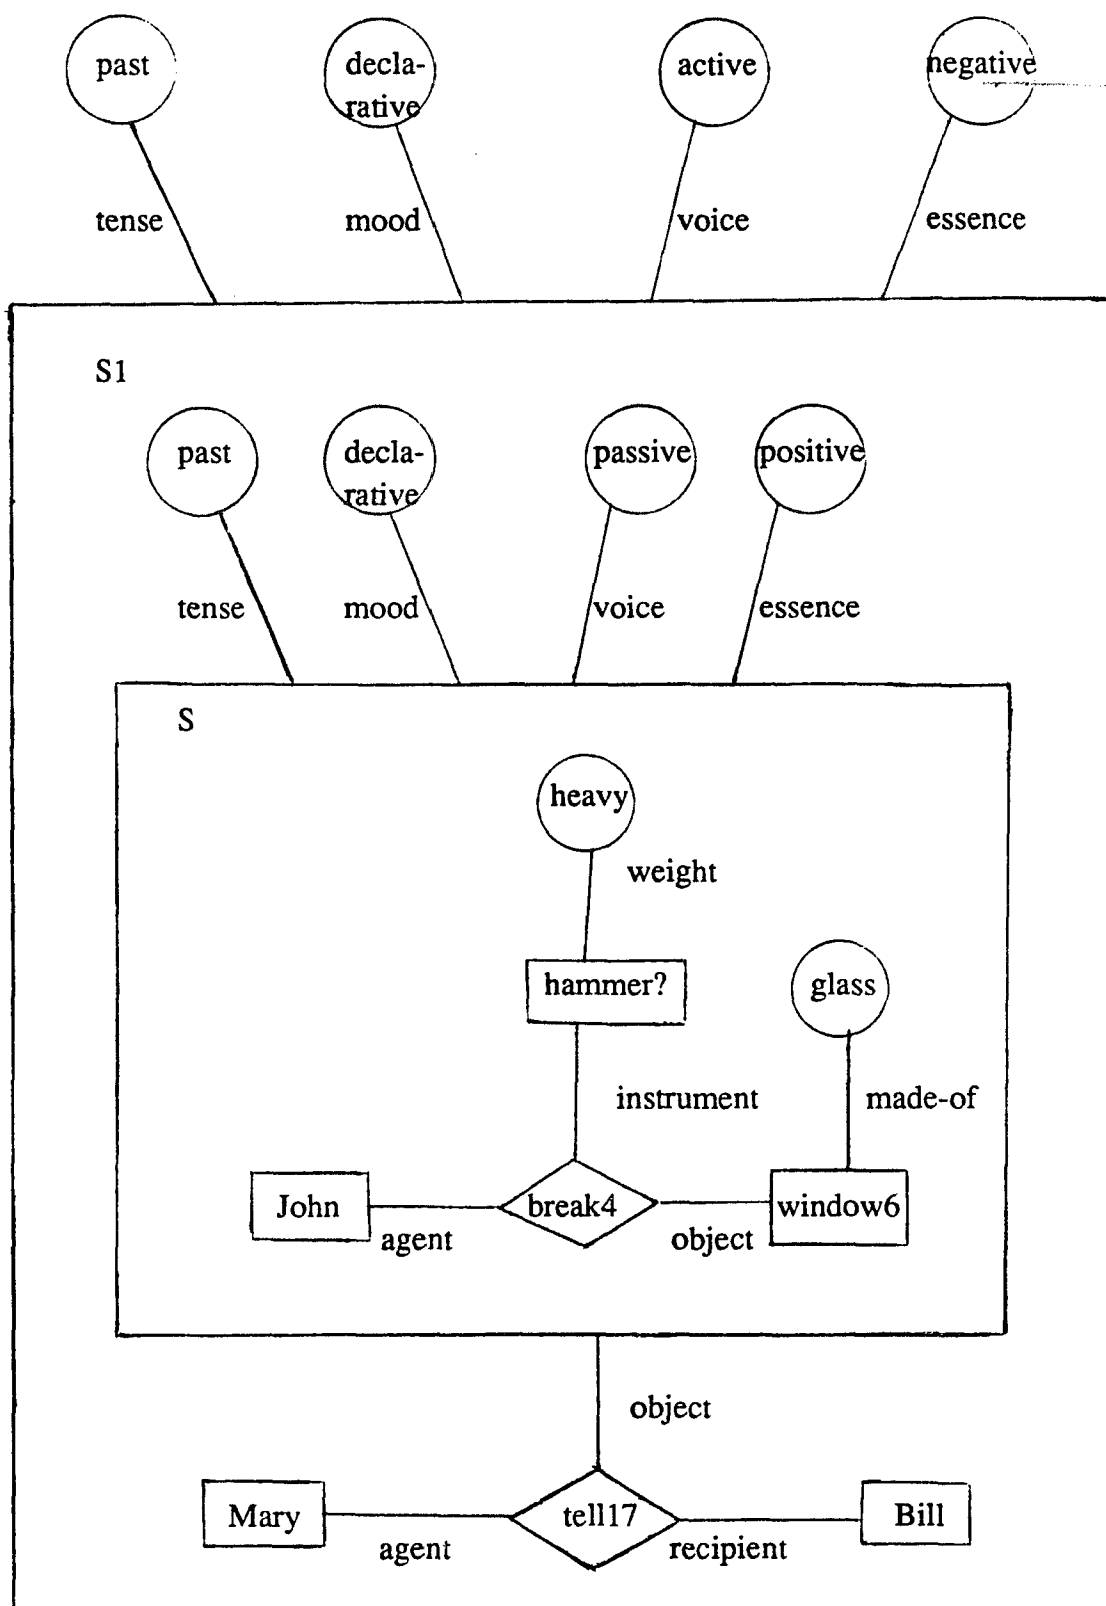 past
decla-
rative
active
negative
tense
mood
voice
essence
S1
past
decla-
rative
passive
positive
tense
mood
voice
essence
S
heavy
weight
hammer?
glass
instrument
made-of
John
break4
window6
agent
object
object
Mary
tell17
Bill
agent
recipient